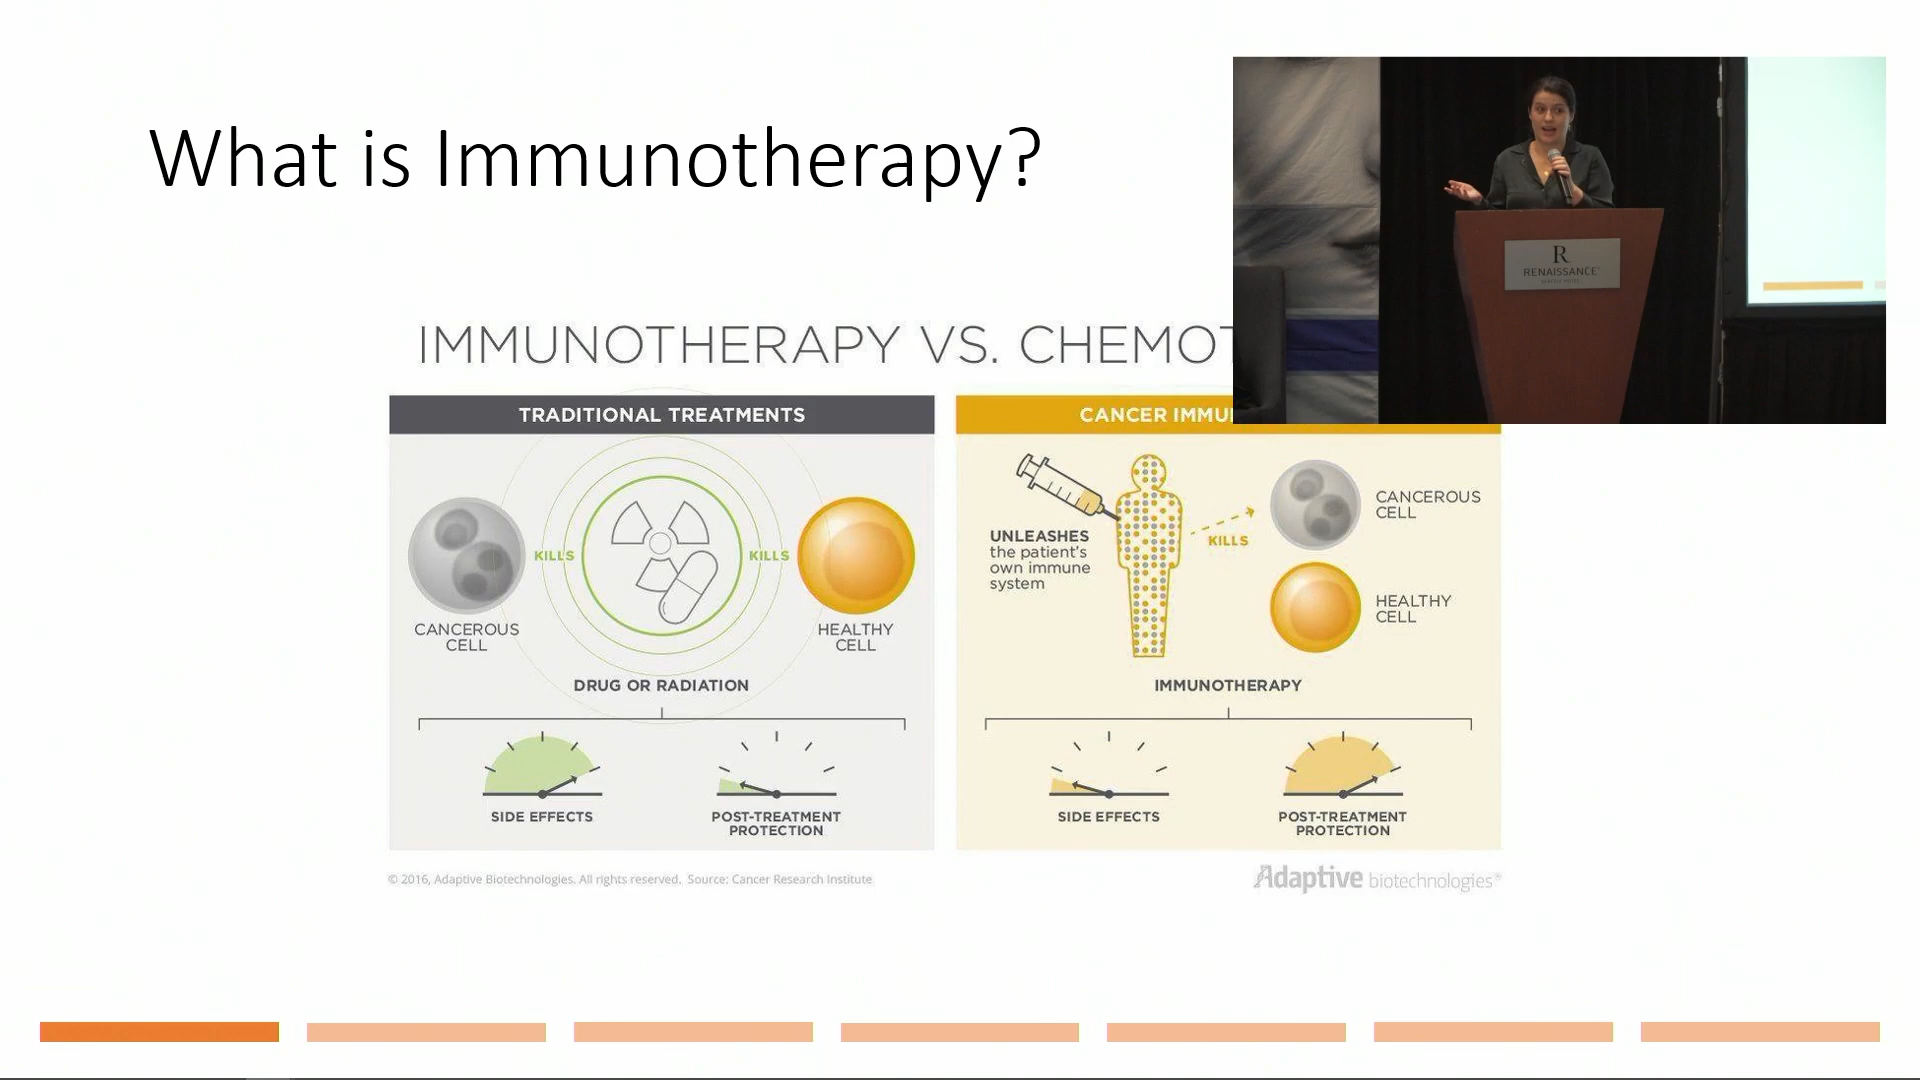 What is Immunotherapy?
R
RENAISSANCE
IMMUNOTHERAPY VS. CHEMOT
TRADITIONAL TREATMENTS
KILLS
KILLS
CANCEROUS
CELL
HEALTHY
CELL
DRUG OR RADIATION
SIDE EFFECTS
POST-TREATMENT
PROTECTION
CANCER IMMU
UNLEASHES
the patient's
own immune
system
KILLS
CANCEROUS
CELL
HEALTHY
CELL
IMMUNOTHERAPY
SIDE EFFECTS
POST-TREATMENT
PROTECTION
© 2016, Adaptive Biotechnologies. All rights reserved. Source: Cancer Research Institute
Adaptive biotechnologies®